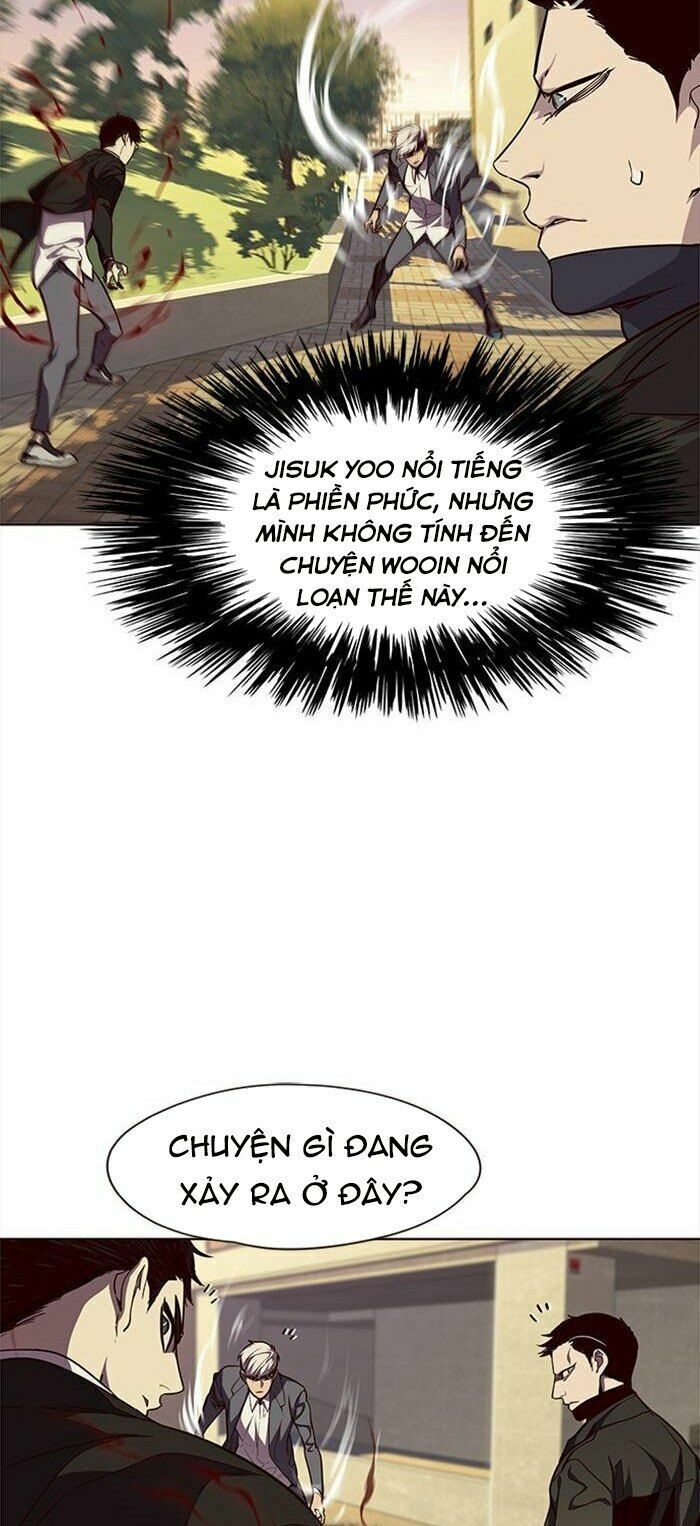 JISUK YOO NỔI TIẾNG
LÀ PHIỀN PHỨC, NHƯNG
MÌNH KHÔNG TÍNH ĐẾN
CHUYỆN WOOIN NỔI
LOẠN THẾ NÀY...
CHUYỆN GÌ ĐANG
XẢY RA Ở ĐÂY?